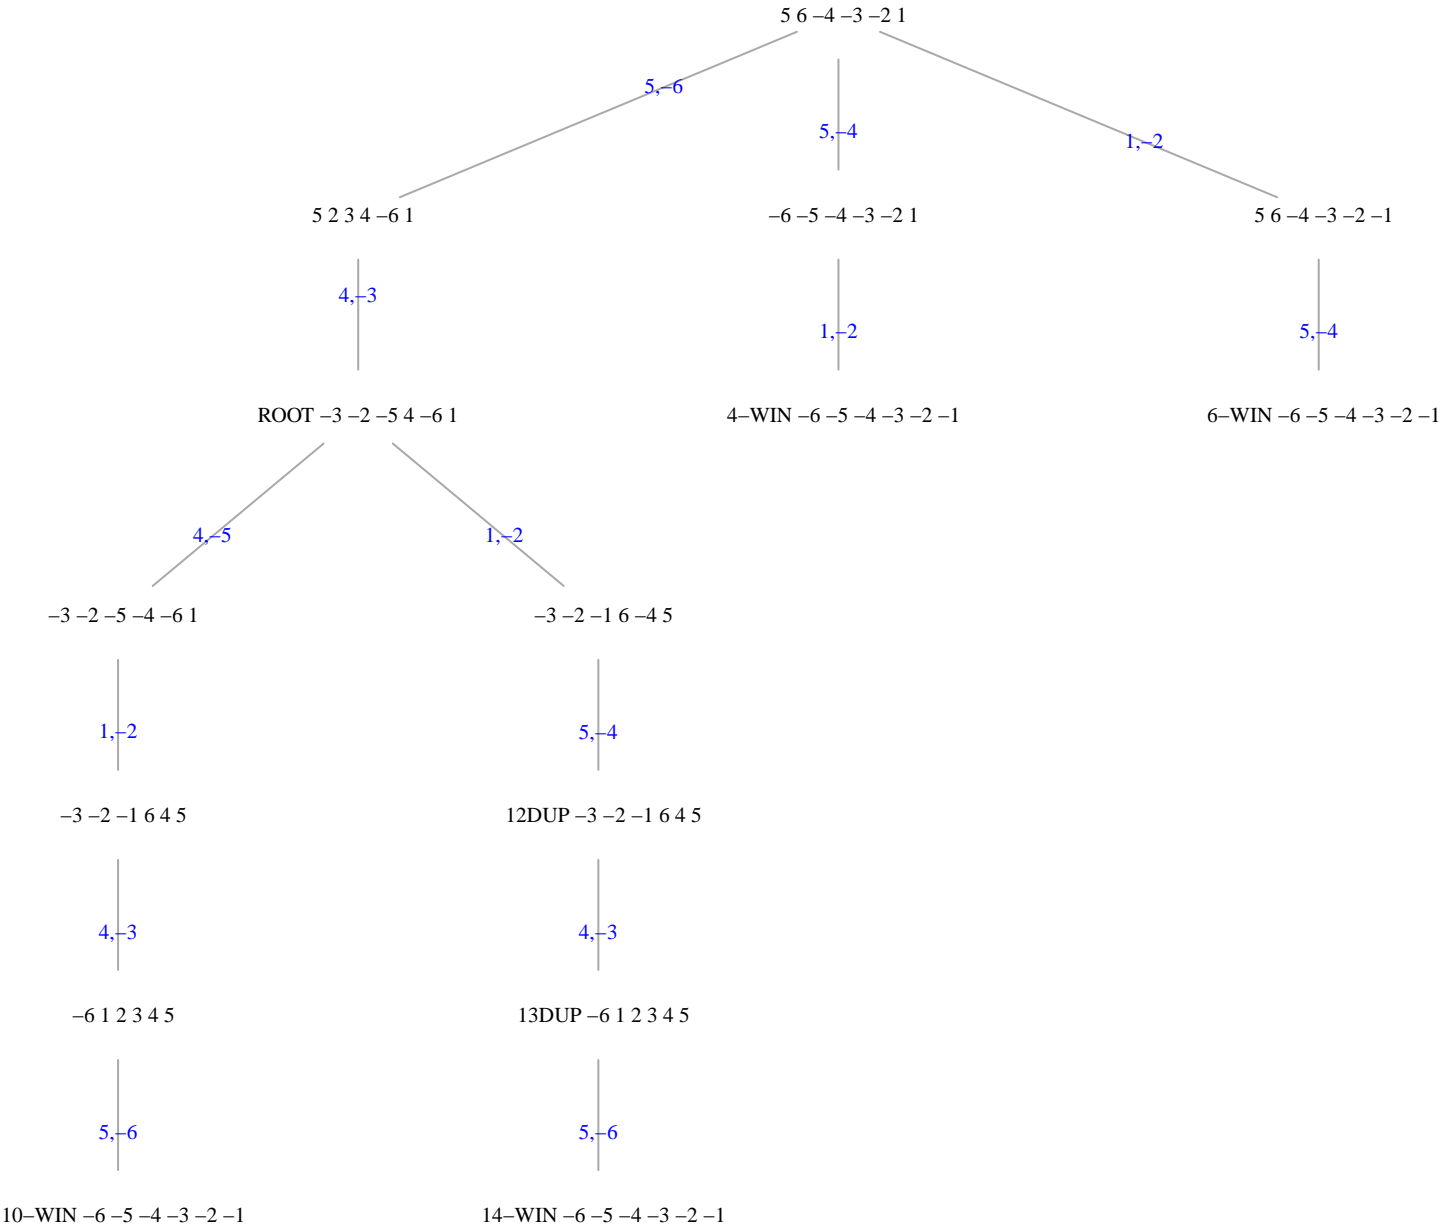 5 6 –4 –3 –2 1
5,–6
5,–4
1,–2
5 2 3 4 –6 1
–6 –5 –4 –3 –2 1
5 6 –4 –3 –2 –1
4,–3
1,–2
5,–4
ROOT –3 –2 –5 4 –6 1
4–WIN –6 –5 –4 –3 –2 –1
6–WIN –6 –5 –4 –3 –2 –1
4,–5
1,–2
–3 –2 –5 –4 –6 1
–3 –2 –1 6 –4 5
1,–2
5,–4
–3 –2 –1 6 4 5
12DUP –3 –2 –1 6 4 5
4,–3
4,–3
–6 1 2 3 4 5
13DUP –6 1 2 3 4 5
5,–6
5,–6
10–WIN –6 –5 –4 –3 –2 –1
14–WIN –6 –5 –4 –3 –2 –1